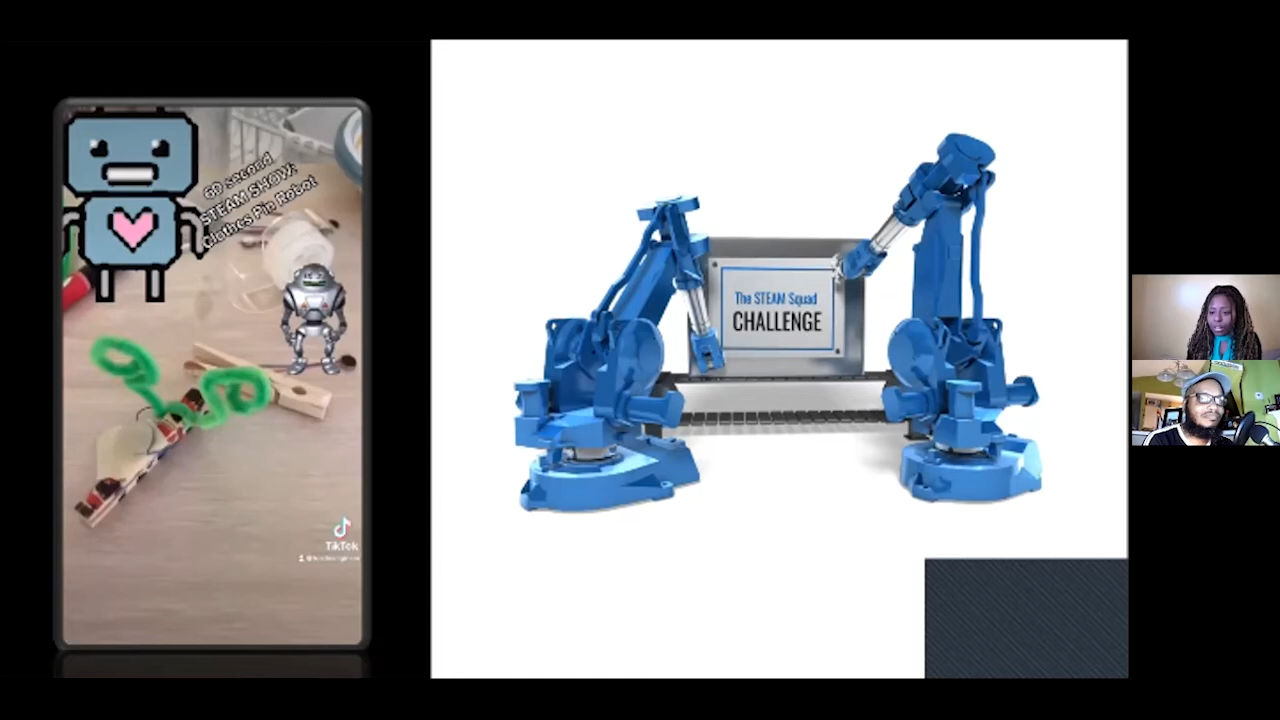 60 second
STEAM SHOW:
Clothes Pin Robot
TikTok
The STEAM Squad
CHALLENGE